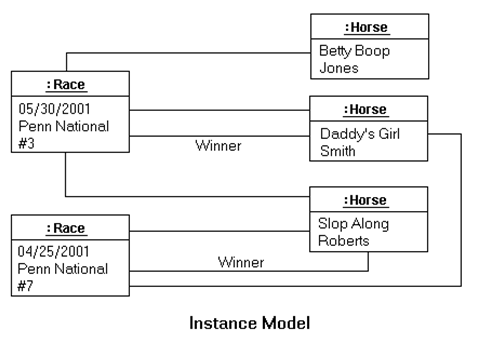 :Horse
Betty Boop
Jones
:Race
05/30/2001
Penn National
#3
:Horse
Daddy's Girl
Smith
Winner
:Horse
Slop Along
Roberts
:Race
04/25/2001
Penn National
#7
Winner
Instance Model